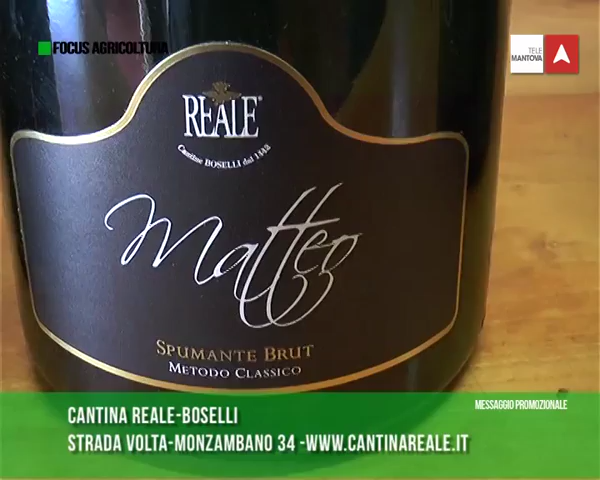 FOCUS AGRICOLTURA
TELE
MANTOVA
REALE
Cantine BOSELLI dal 1842
Matteo
SPUMANTE BRUT
METODO CLASSICO
MESSAGGIO PROMOZIONALE
CANTINA REALE-BOSELLI
STRADA VOLTA-MONZAMBANO 34 -WWW.CANTINAREALE.IT